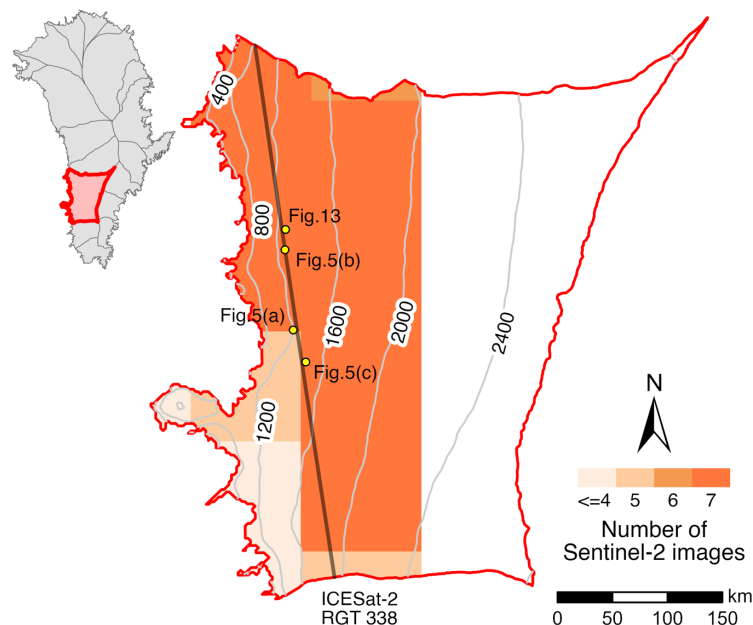 400
800
Fig.13
Fig.5(b)
Fig.5(a)
1600
2000
2400
Fig.5(c)
1200
N
<=4 5 6 7
Number of
Sentinel-2 images
ICESat-2
RGT 338
km
0 50 100 150